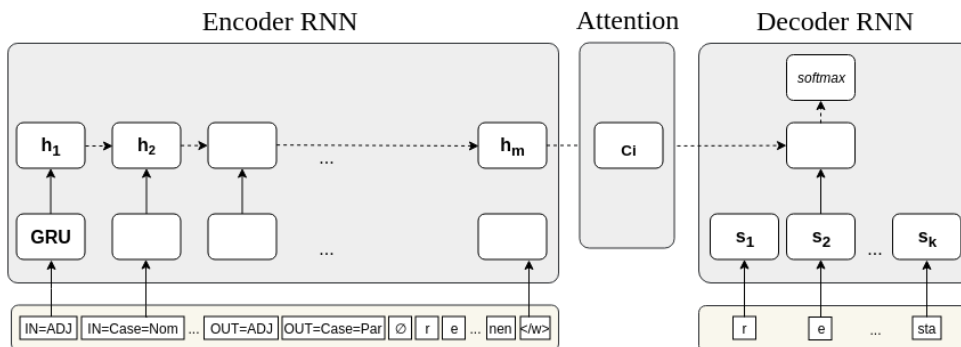 Encoder RNN Attention Decoder RNN
softmax
h1 h2 ... hm Ci
GRU ... s1 s2 ... sk
IN=ADJ IN=Case=Nom ... OUT=ADJ OUT=Case=Par ∅ r e ... nen </w> r e ... sta